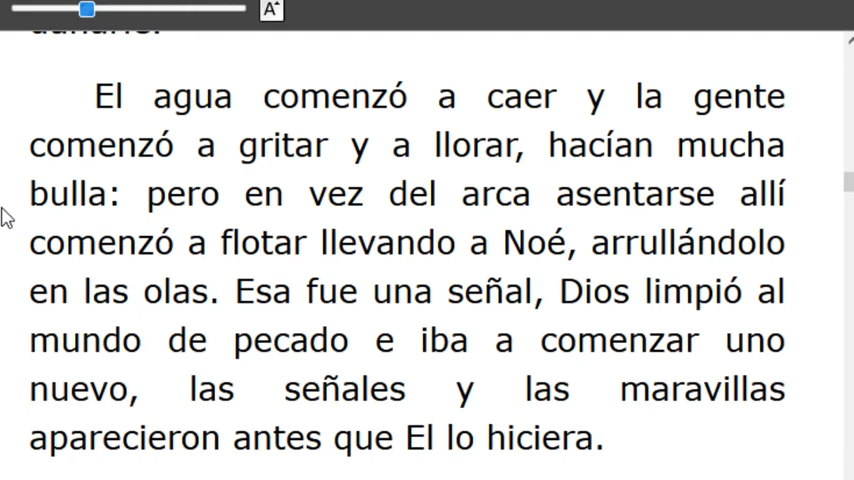 A
El agua comenzó a caer y la gente
comenzó a gritar y a llorar, hacían mucha
bulla: pero en vez del arca asentarse allí
comenzó a flotar llevando a Noé, arrullándolo
en las olas. Esa fue una señal, Dios limpió al
mundo de pecado e iba a comenzar uno
nuevo, las señales y las maravillas
aparecieron antes que El lo hiciera.